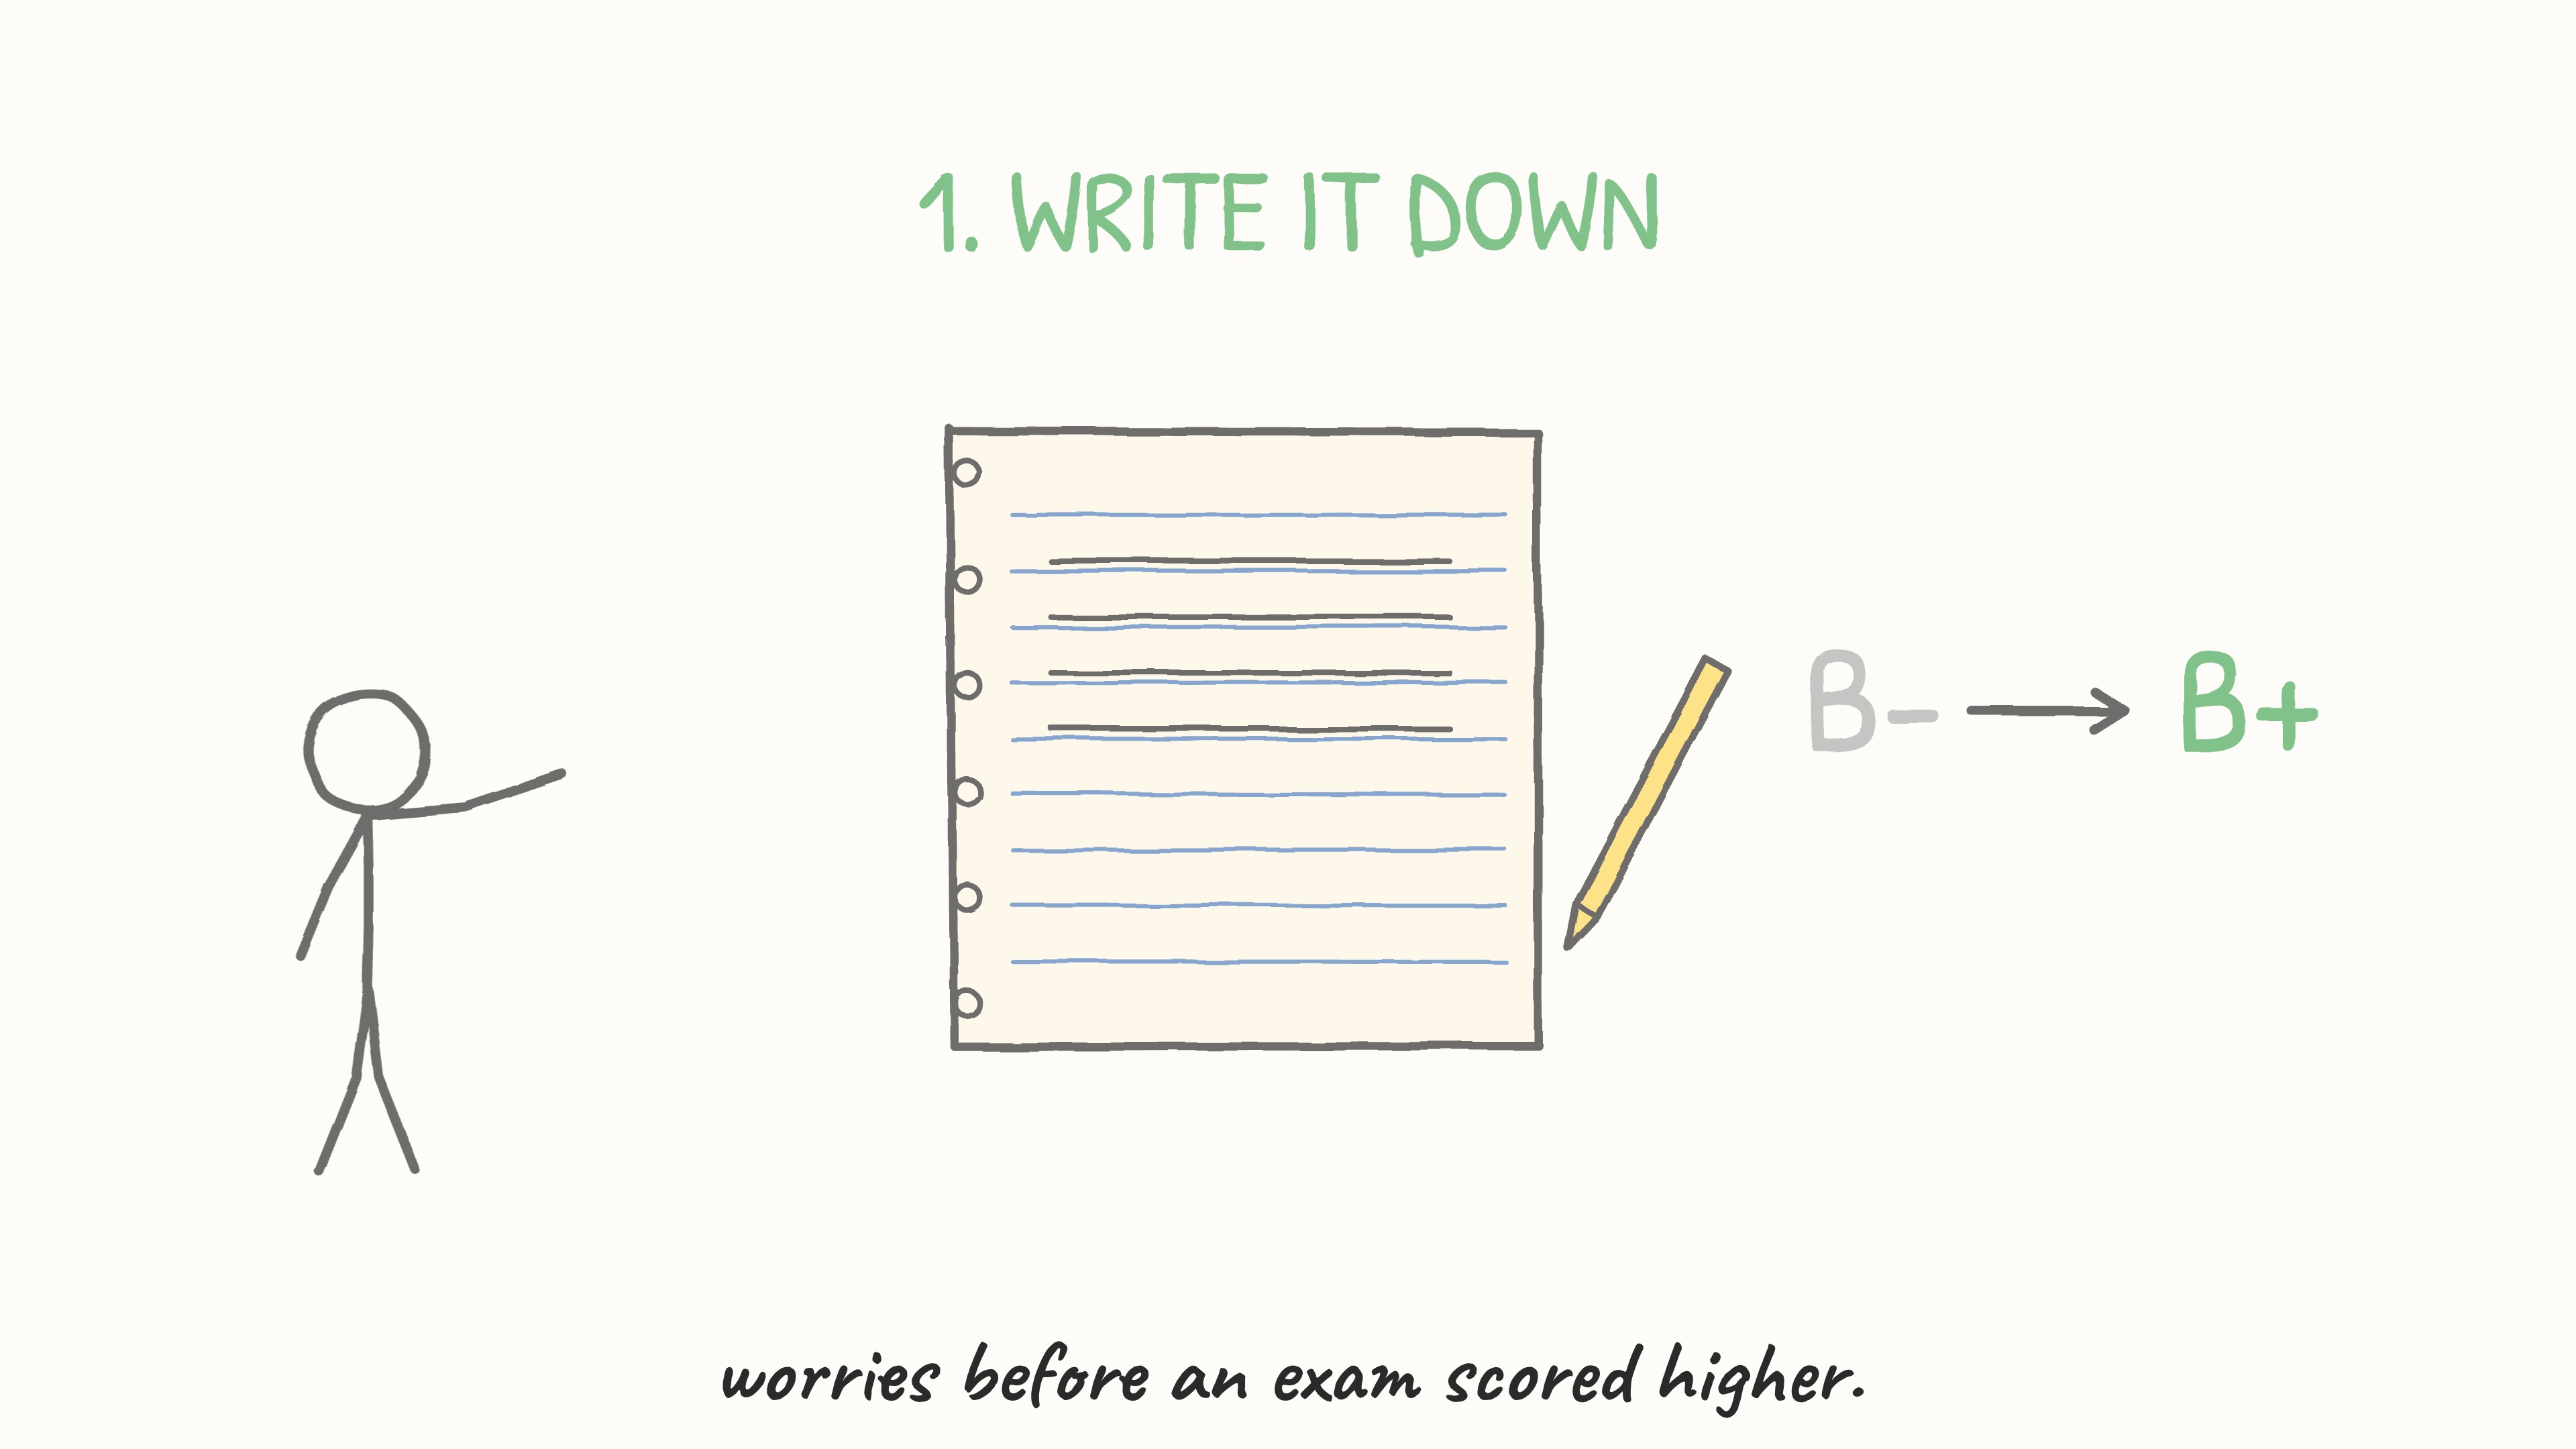 1. WRITE IT DOWN
B- → B+
worries before an exam scored higher.